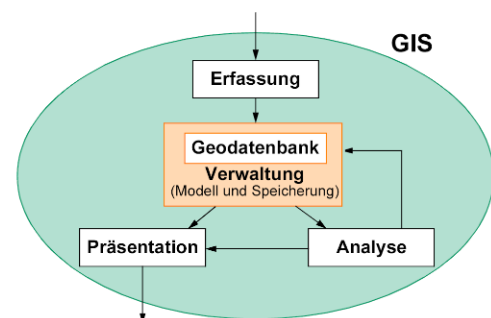 GIS
Erfassung
Geodatenbank
Verwaltung
(Modell und Speicherung)
Präsentation
Analyse